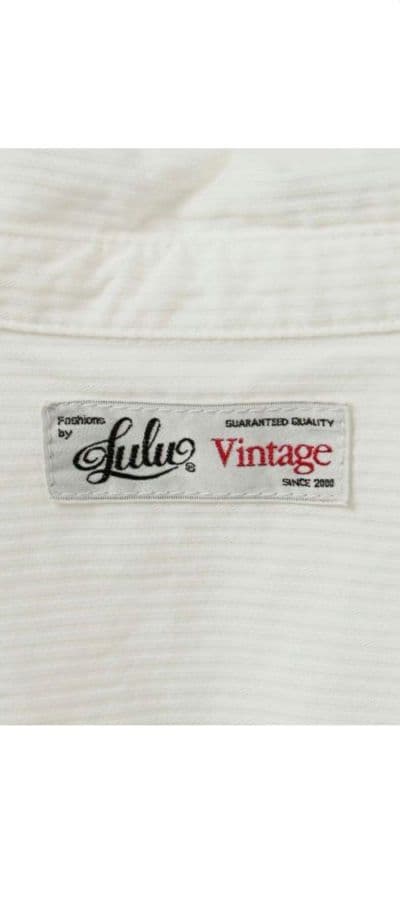 Fashions
by
Lulu®
GUARANTEED QUALITY
Vintage
SINCE 2000